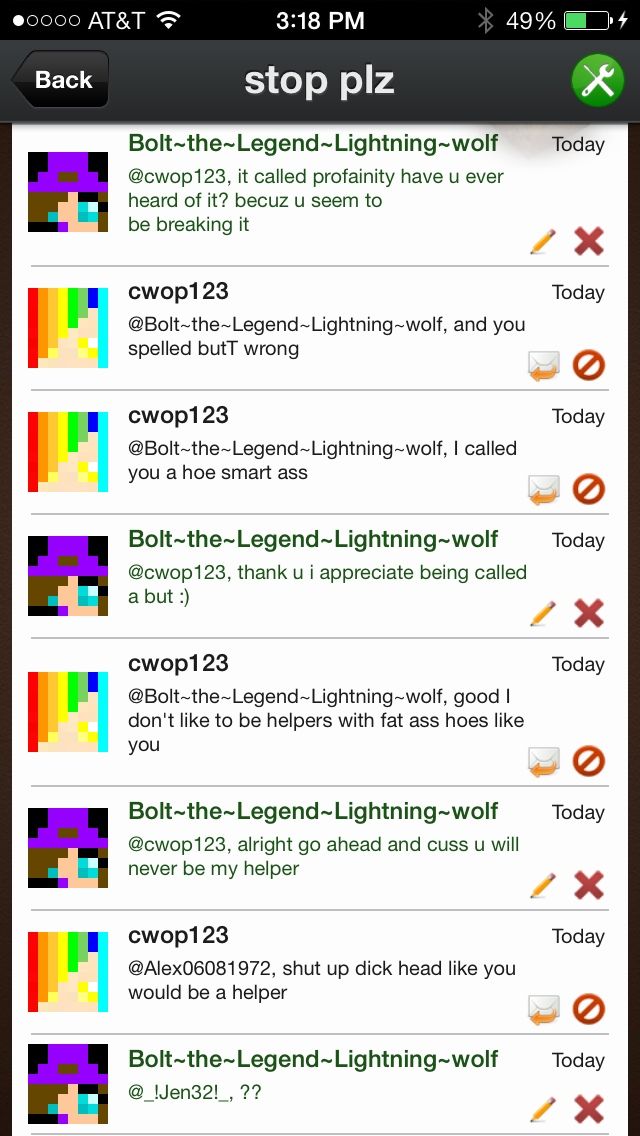 AT&T 3:18 PM 49%
Back stop plz
Bolt~the~Legend~Lightning~wolf Today
@cwop123, it called profainity have u ever
heard of it? becuz u seem to
be breaking it
cwop123 Today
@Bolt~the~Legend~Lightning~wolf, and you
spelled butT wrong
cwop123 Today
@Bolt~the~Legend~Lightning~wolf, I called
you a hoe smart ass
Bolt~the~Legend~Lightning~wolf Today
@cwop123, thank u i appreciate being called
a but :)
cwop123 Today
@Bolt~the~Legend~Lightning~wolf, good I
don't like to be helpers with fat ass hoes like
you
Bolt~the~Legend~Lightning~wolf Today
@cwop123, alright go ahead and cuss u will
never be my helper
cwop123 Today
@Alex06081972, shut up dick head like you
would be a helper
Bolt~the~Legend~Lightning~wolf Today
@_!Jen32!_, ??